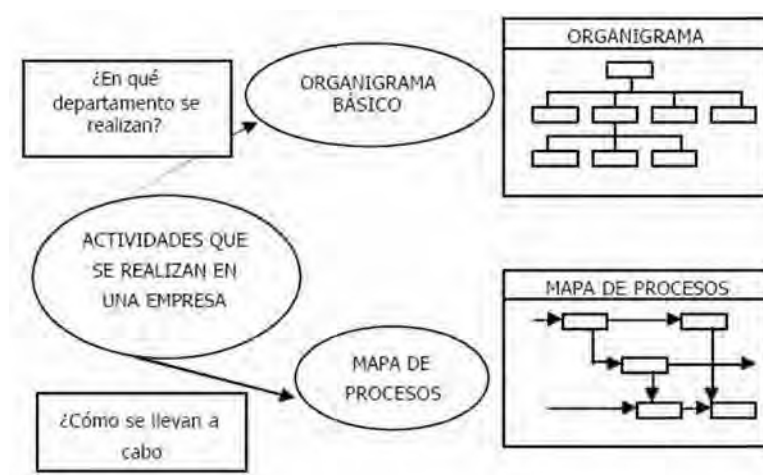 ¿En qué
departamento se
realizan?
ORGANIGRAMA
BÁSICO
ORGANIGRAMA
ACTIVIDADES QUE
SE REALIZAN EN
UNA EMPRESA
MAPA DE PROCESOS
MAPA DE
PROCESOS
¿Cómo se llevan a
cabo